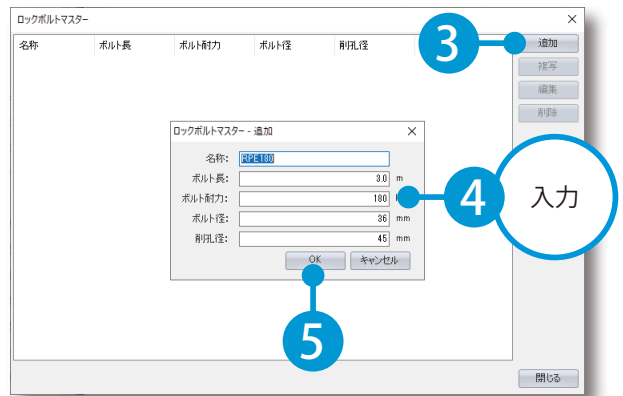 ロックボルトマスター
名称 ボルト長 ボルト耐力 ボルト径 削孔径
3 追加
複写
編集
削除
ロックボルトマスター - 追加
名称: RPE180
ボルト長: 3.0 m
ボルト耐力: 180
ボルト径: 36 mm
削孔径: 45 mm
4 入力
OK キャンセル
5
閉じる